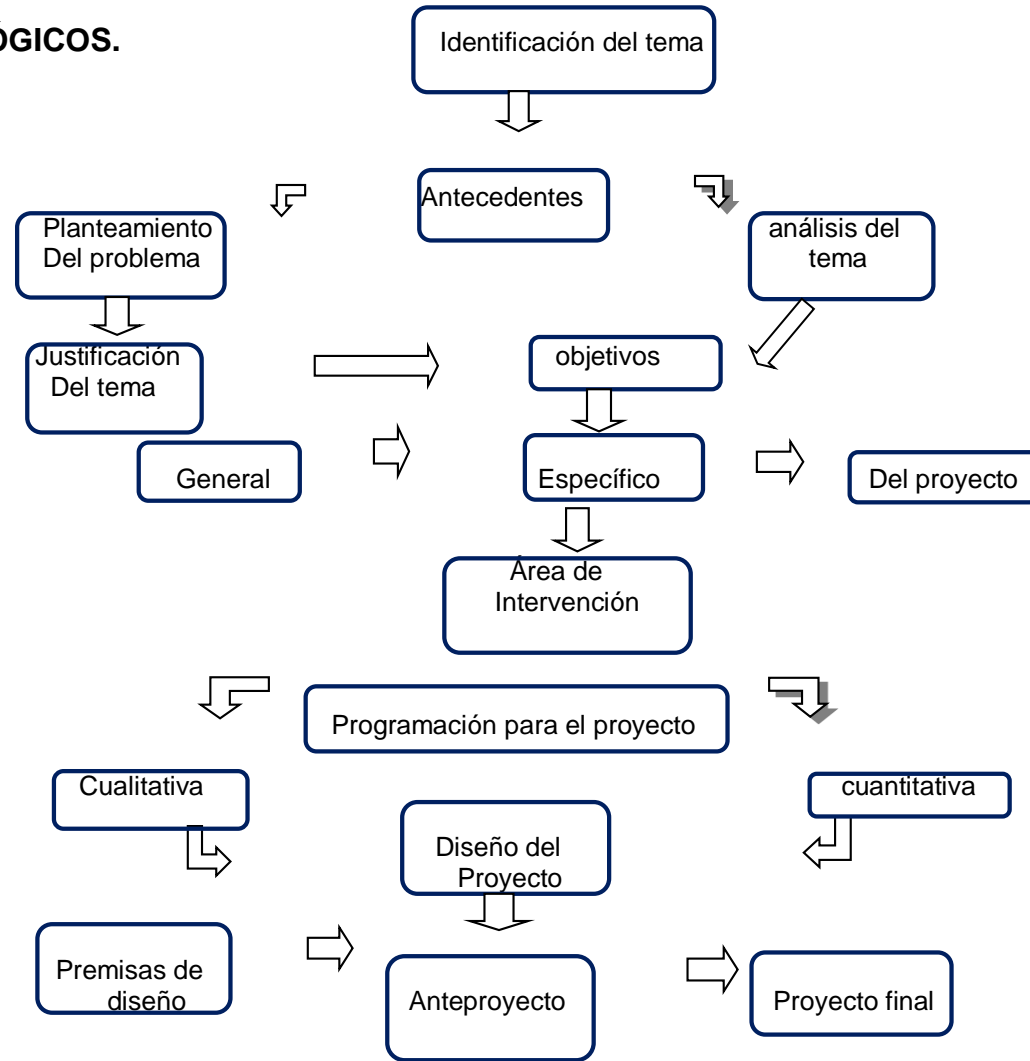 ÓGICOS.
Identificación del tema
Antecedentes
Planteamiento
Del problema
análisis del
tema
Justificación
Del tema
objetivos
General
Específico
Del proyecto
Área de
Intervención
Programación para el proyecto
Cualitativa
cuantitativa
Diseño del
Proyecto
Premisas de
diseño
Anteproyecto
Proyecto final